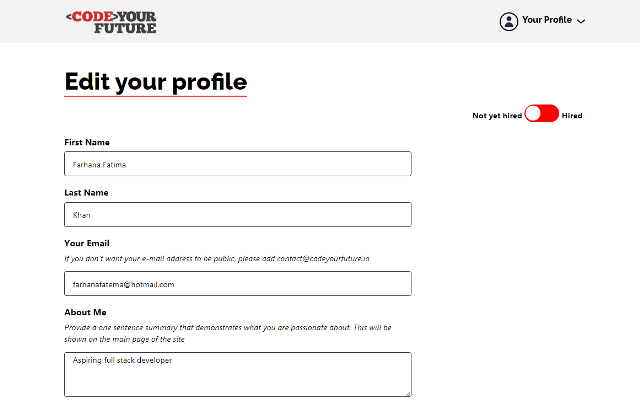 <CODE>YOUR
FUTURE
Your Profile
Edit your profile
Not yet hired
Hired
First Name
Farhana Fatima
Last Name
Khan
Your Email
If you don't want your e-mail address to be public, please add contact@codeyourfuture.io
farhanafatema@hotmail.com
About Me
Provide a one sentence summary that demonstrates what you are passionate about. This will
be shown on the main page of the site
Aspiring full stack developer